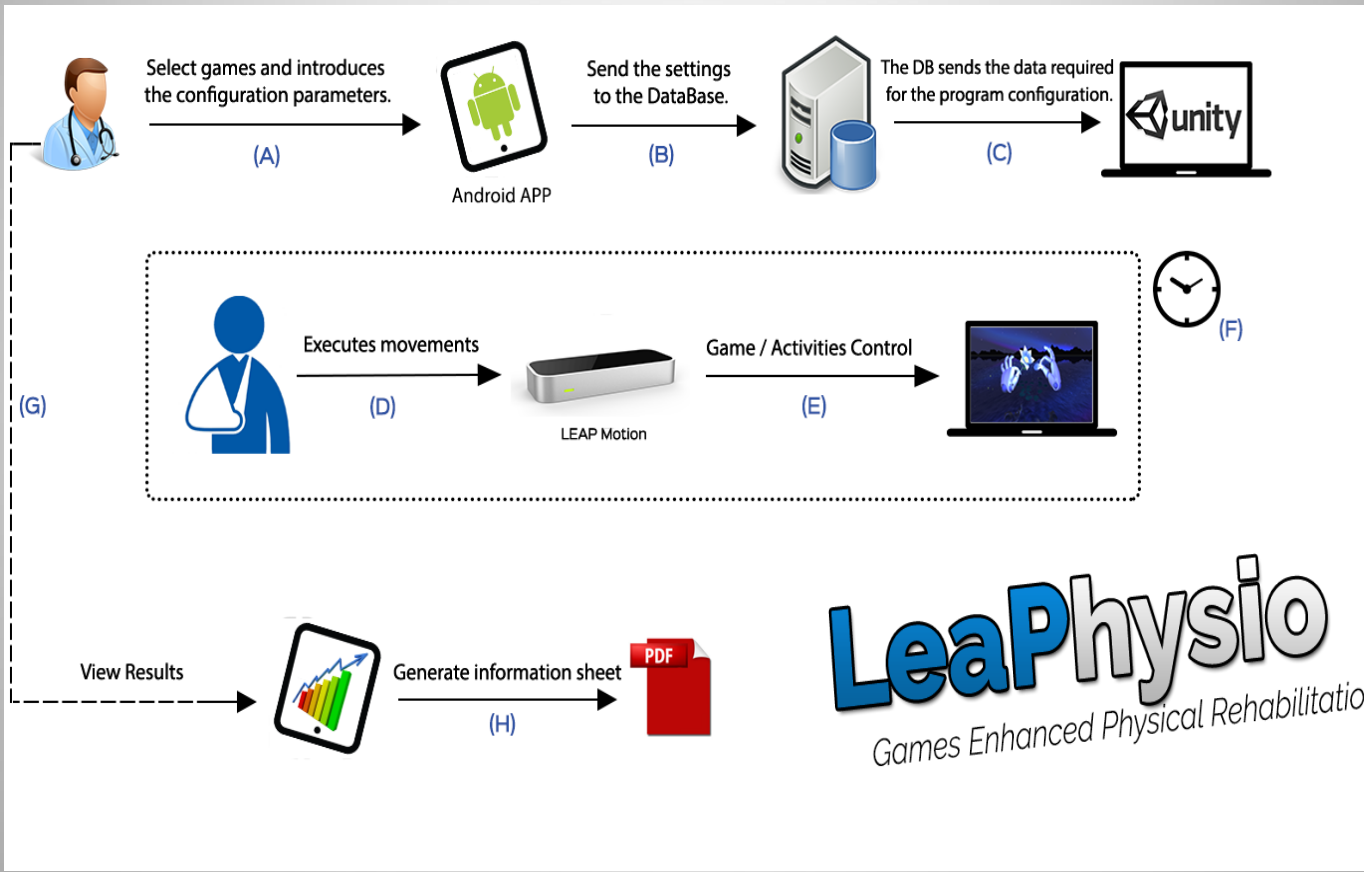 Select games and introduces
the configuration parameters.
(A)
Android APP
Send the settings
to the DataBase.
(B)
The DB sends the data required
for the program configuration.
(C)
unity
Executes movements
(D)
LEAP Motion
Game / Activities Control
(E)
(F)
(G)
View Results
Generate information sheet
(H)
PDF
LeaPhysio
Games Enhanced Physical Rehabilitatio